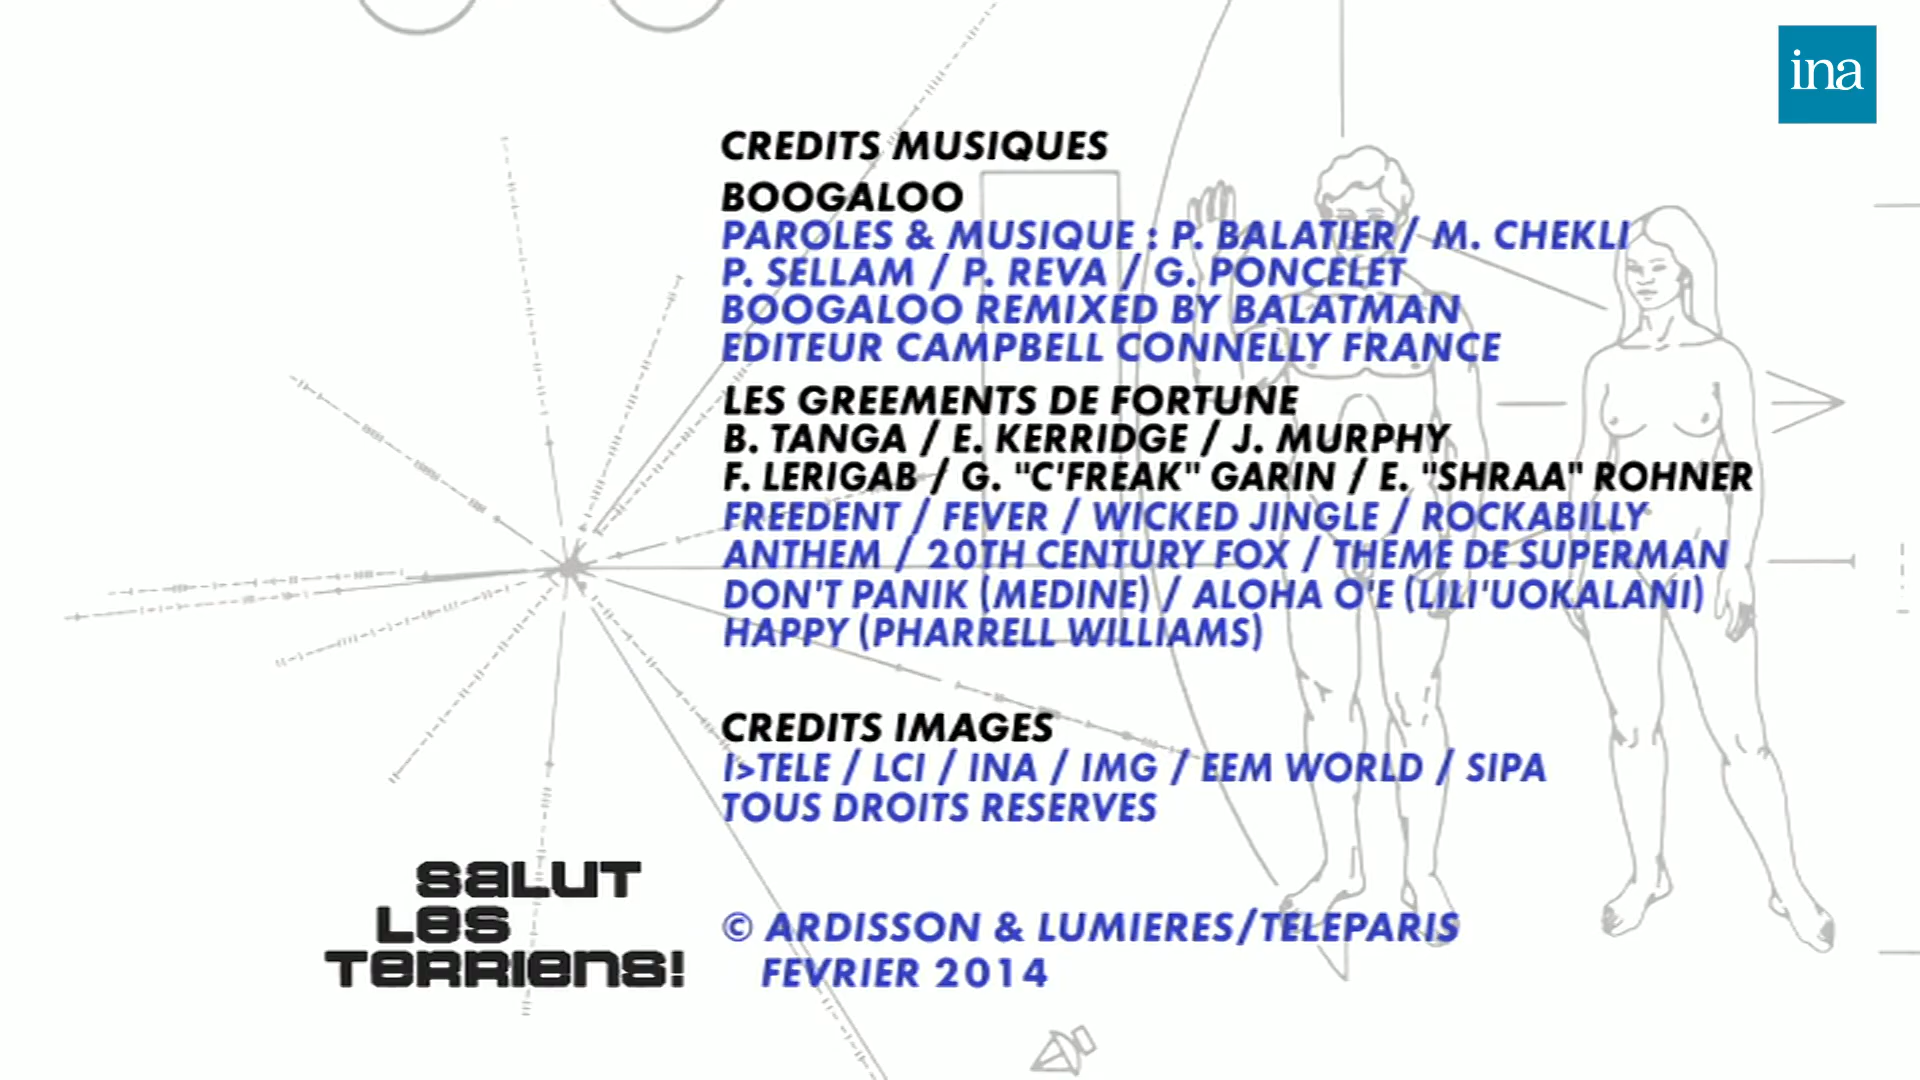 ina
CREDITS MUSIQUES
BOOGALOO
PAROLES & MUSIQUE : P. BALATIER/ M. CHEKLI
P. SELLAM / P. REVA / G. PONCELET
BOOGALOO REMIXED BY BALATMAN
EDITEUR CAMPBELL CONNELLY FRANCE
LES GREEMENTS DE FORTUNE
B. TANGA / E. KERRIDGE / J. MURPHY
F. LERIGAB / G. "C'FREAK" GARIN / E. "SHRAA" ROHNER
FREEDENT / FEVER / WICKED JINGLE / ROCKABILLY
ANTHEM / 20TH CENTURY FOX / THEME DE SUPERMAN
DON'T PANIK (MEDINE) / ALOHA O'E (LILI'UOKALANI)
HAPPY (PHARRELL WILLIAMS)
CREDITS IMAGES
I>TELE / LCI / INA / IMG / EEM WORLD / SIPA
TOUS DROITS RESERVES
SALUT
LES
TERRIENS!
© ARDISSON & LUMIERES/TELEPARIS
FEVRIER 2014